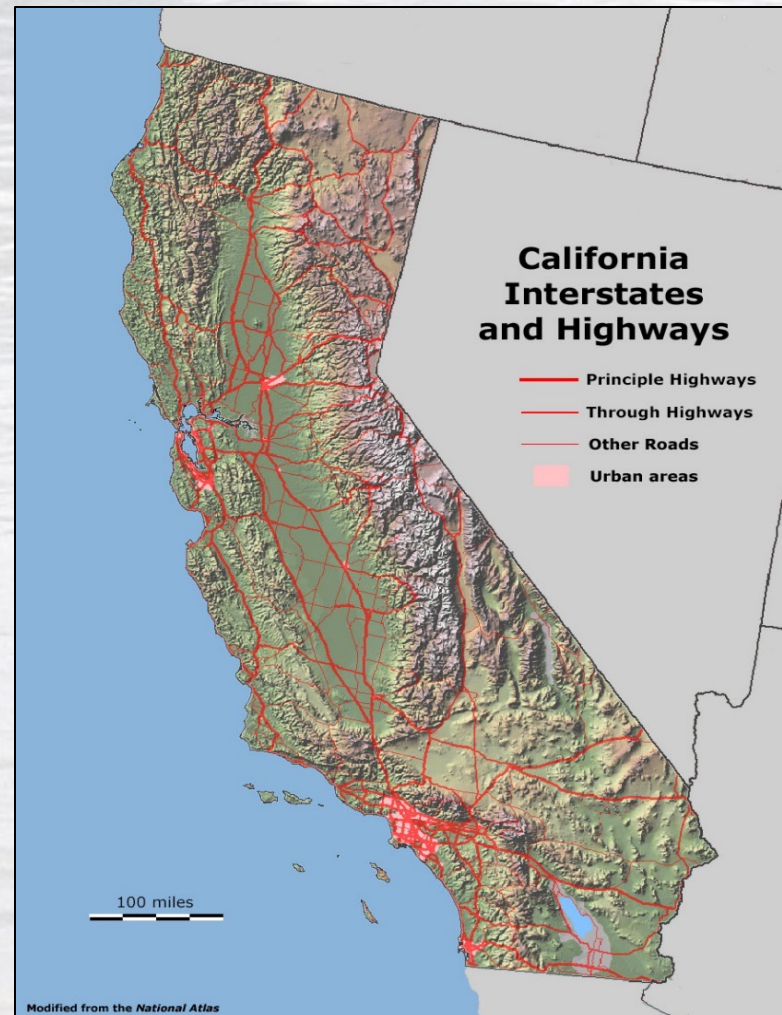 California
Interstates
and Highways
Principle Highways
Through Highways
Other Roads
Urban areas
100 miles
Modified from the National Atlas